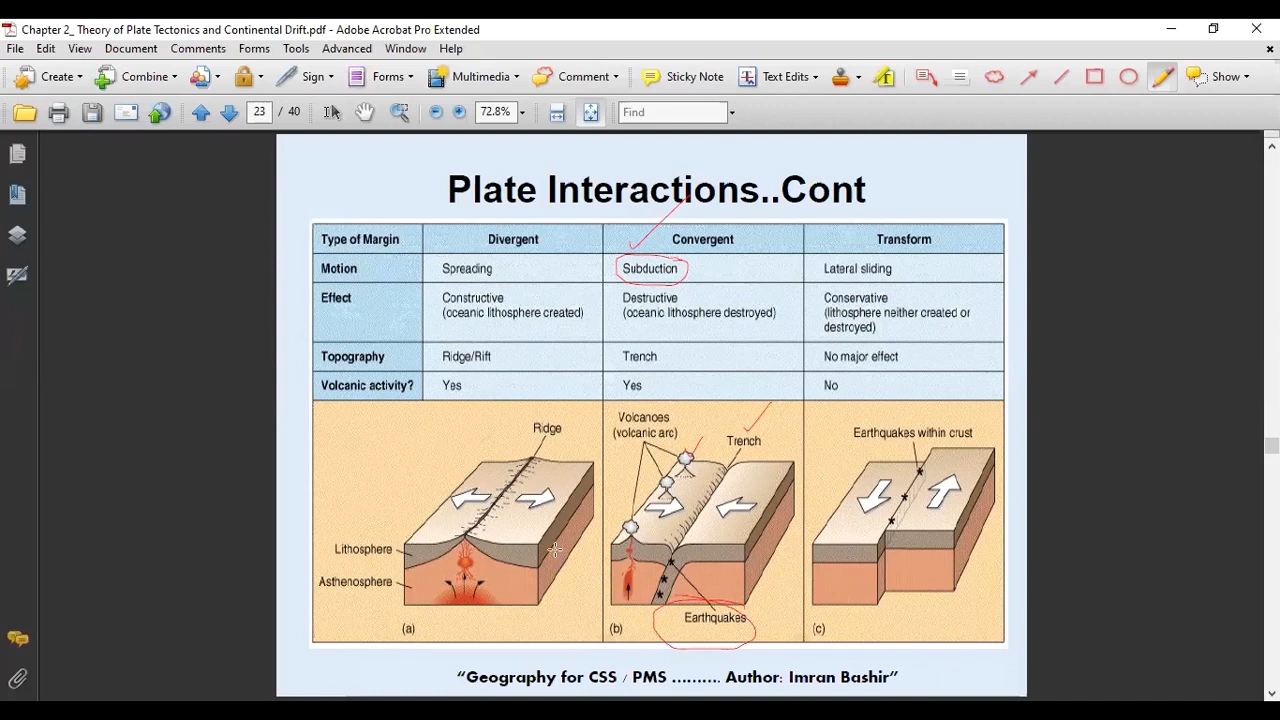 Chapter 2_ Theory of Plate Tectonics and Continental Drift.pdf - Adobe Acrobat Pro Extended
File Edit View Document Comments Forms Tools Advanced Window Help
Create Combine Sign Forms Multimedia Comment Sticky Note Text Edits Show
23 / 40 72.8% Find
Plate Interactions..Cont
Type of Margin Divergent Convergent Transform
Motion Spreading Subduction Lateral sliding
Effect Constructive Destructive Conservative
(oceanic lithosphere created) (oceanic lithosphere destroyed) (lithosphere neither created or
destroyed)
Topography Ridge/Rift Trench No major effect
Volcanic activity? Yes Yes No
Ridge
Lithosphere
Asthenosphere
(a)
Volcanoes
(volcanic arc)
Trench
Earthquakes
(b)
Earthquakes within crust
(c)
“Geography for CSS / PMS ......... Author: Imran Bashir”